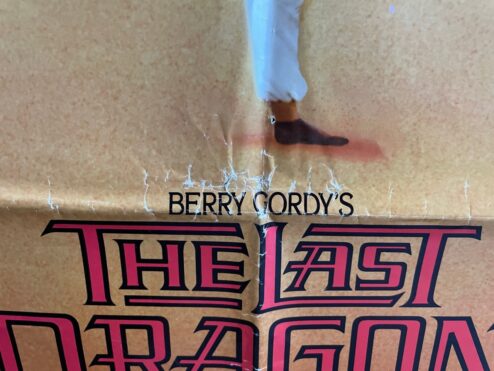 BERRY GORDY'S
THE LAST
DRAGON